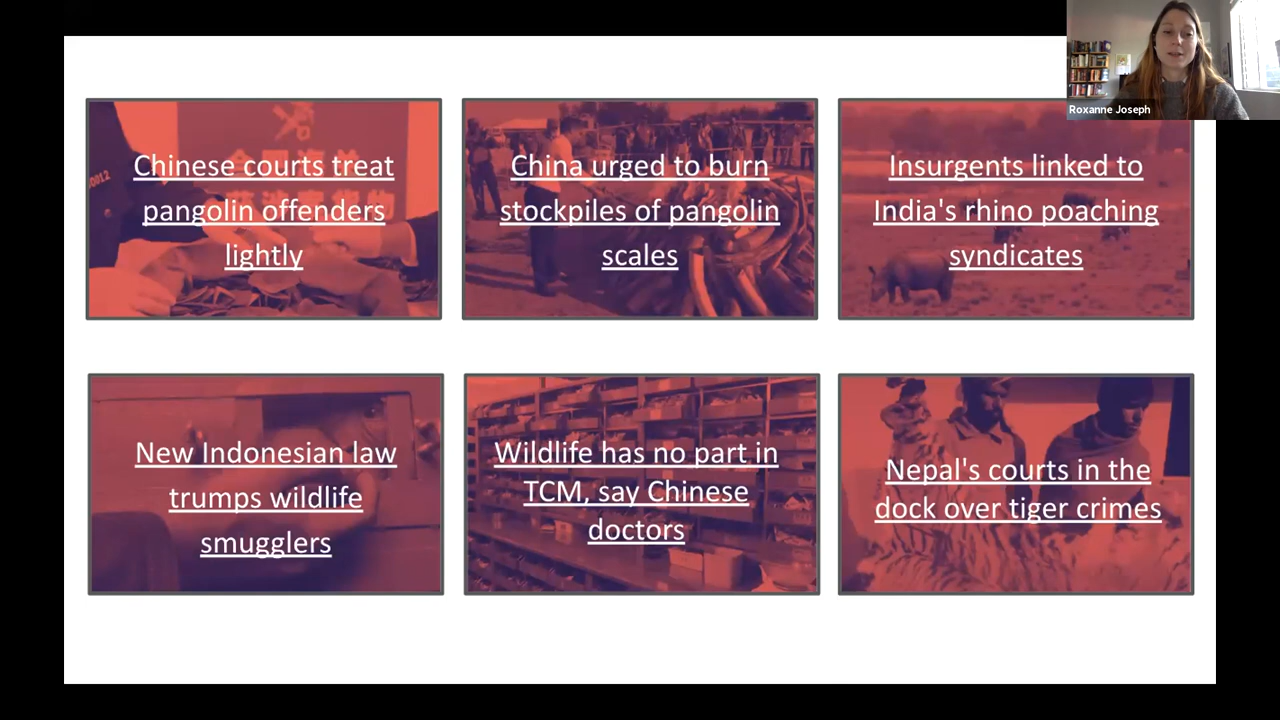 Roxanne Joseph
Chinese courts treat
pangolin offenders
lightly
China urged to burn
stockpiles of pangolin
scales
Insurgents linked to
India's rhino poaching
syndicates
New Indonesian law
trumps wildlife
smugglers
Wildlife has no part in
TCM, say Chinese
doctors
Nepal's courts in the
dock over tiger crimes